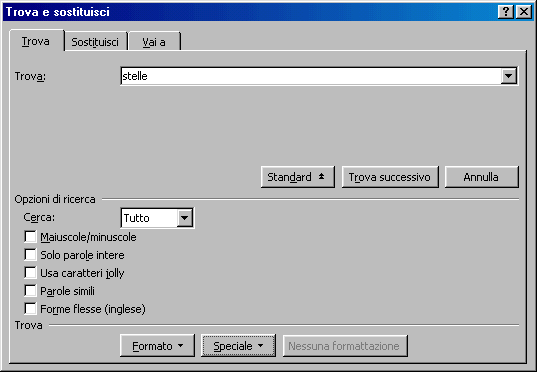 Trova e sostituisci
Trova Sostituisci Vai a
Trova: stelle
Standard Trova successivo Annulla
Opzioni di ricerca
Cerca: Tutto
Maiuscole/minuscole
Solo parole intere
Usa caratteri jolly
Parole simili
Forme flesse (inglese)
Trova
Formato Speciale Nessuna formattazione